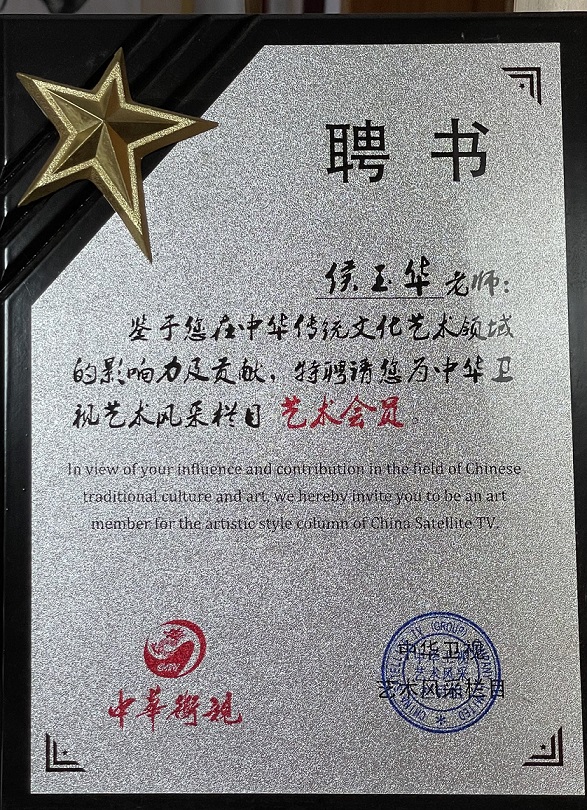 聘 书
侯玉华 老师：
鉴于您在中华传统文化艺术领域
的影响力及贡献，特聘请您为中华卫
视艺术风采栏目 艺术会员。
In view of your influence and contribution in the field of Chinese
traditional culture and art, we hereby invite you to be an art
member for the artistic style column of China Satellite TV.
中華衛視
中华卫视
艺术风采栏目